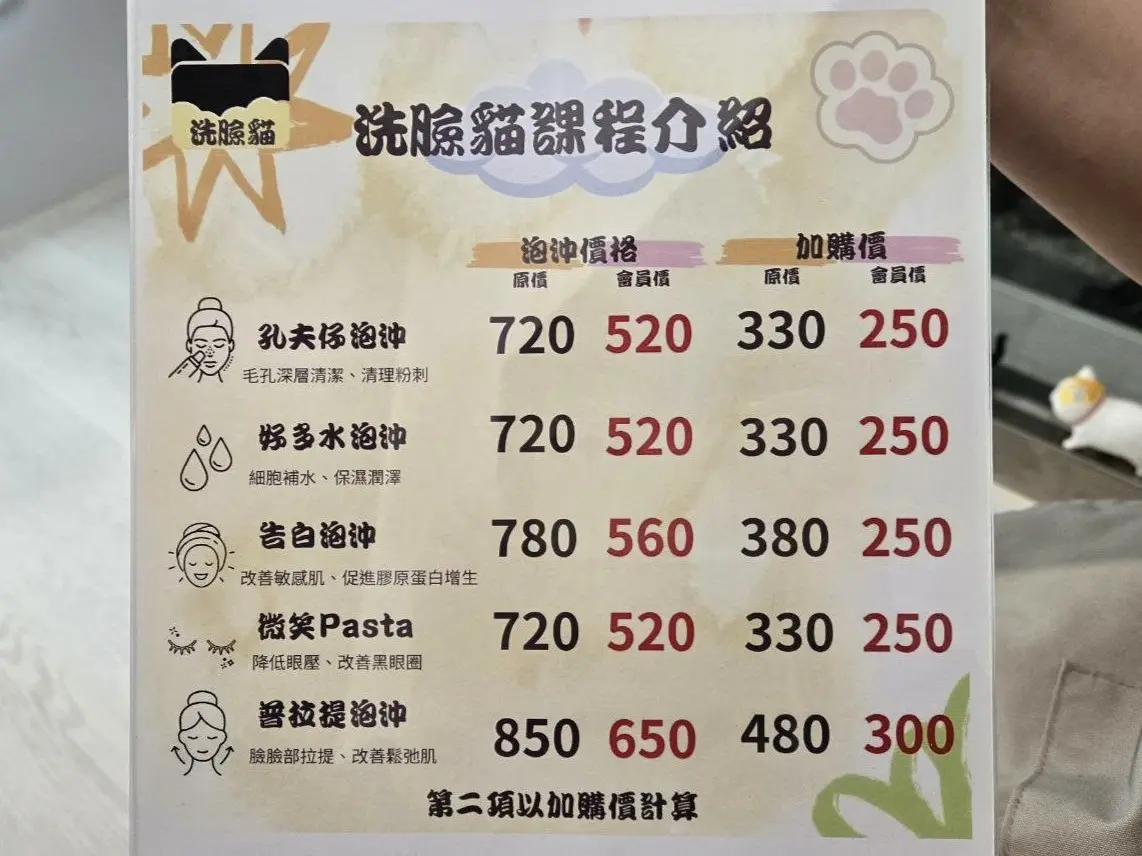 洗臉貓
洗臉貓課程介紹
泡沖價格 加購價
原價 會員價 原價 會員價
孔夫仔泡沖 720 520 330 250
毛孔深層清潔、清理粉刺
好多水泡沖 720 520 330 250
細胞補水、保濕潤澤
告白泡沖 780 560 380 250
改善敏感肌、促進膠原蛋白增生
微笑Pasta 720 520 330 250
降低眼壓、改善黑眼圈
普拉提泡沖 850 650 480 300
臉臉部拉提、改善鬆弛肌
第二項以加購價計算